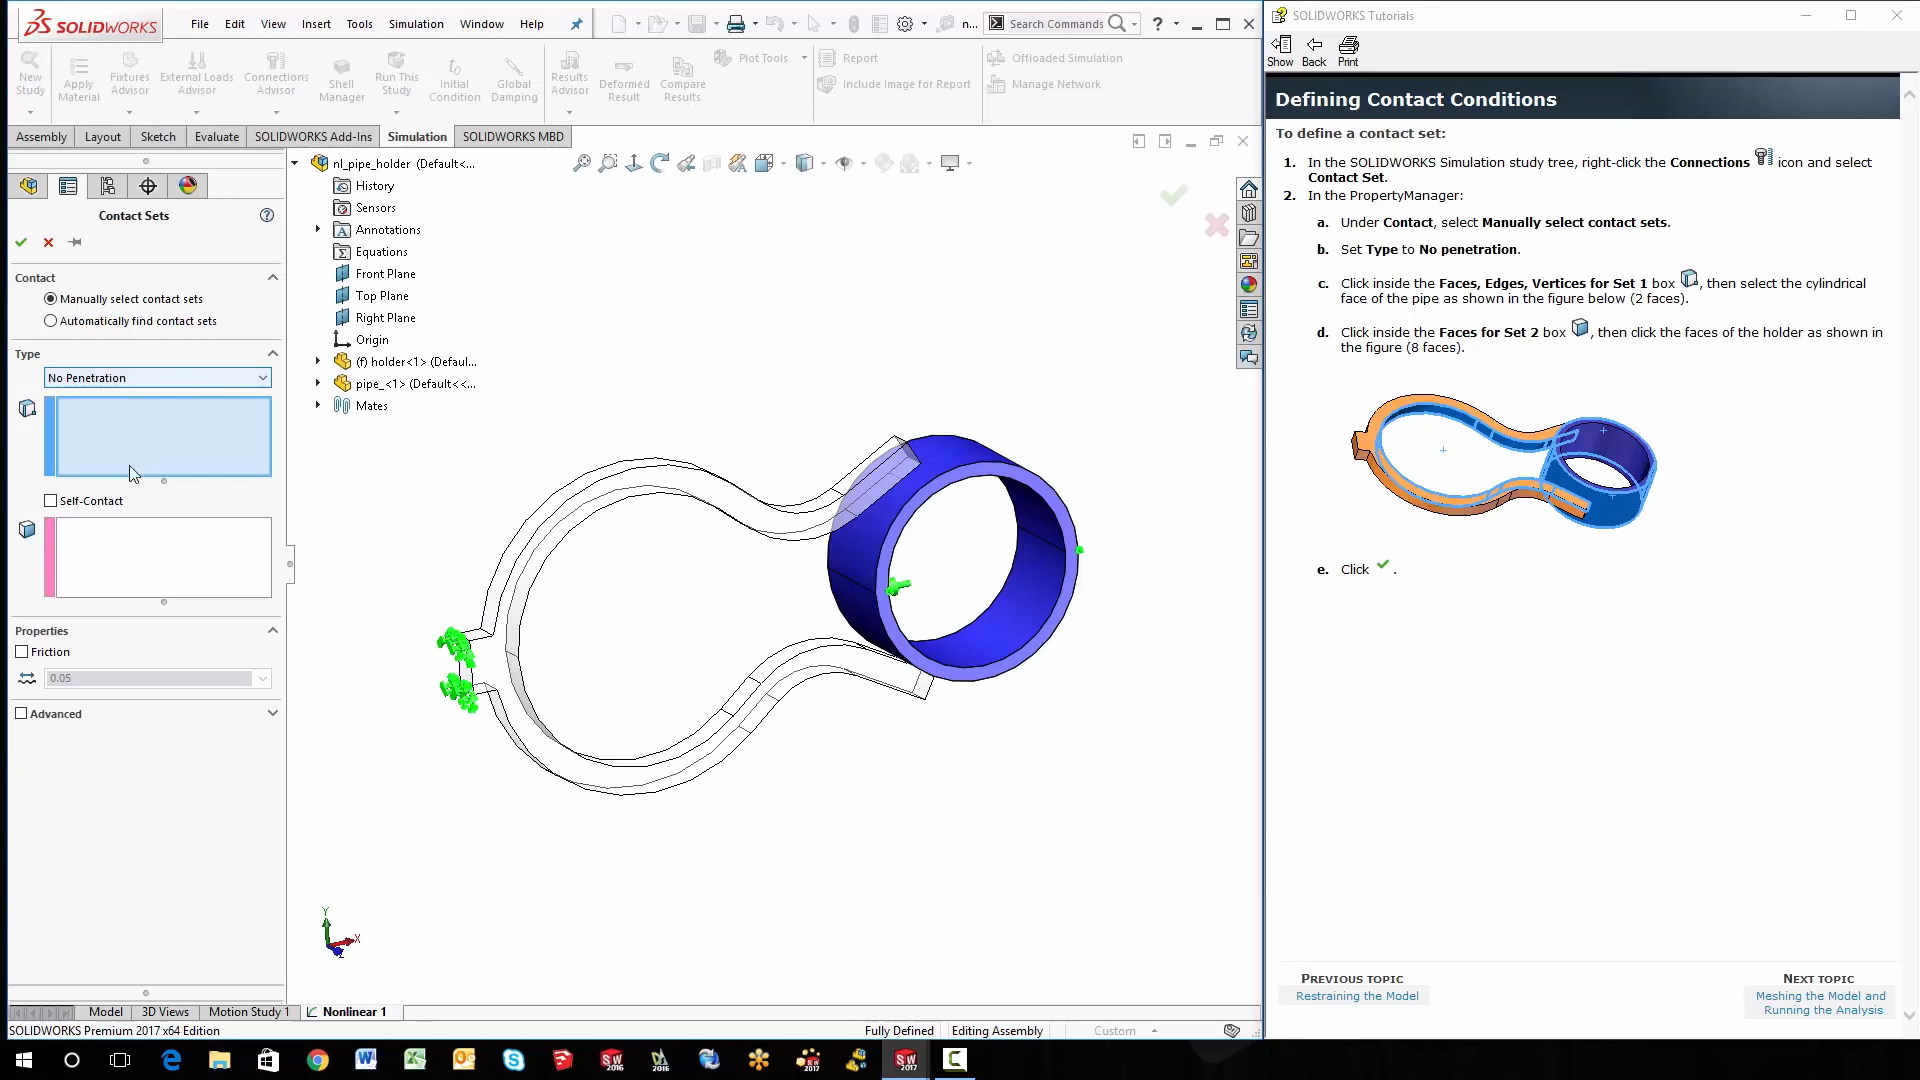 SOLIDWORKS
File Edit View Insert Tools Simulation Window Help
n...
Search Commands
?
New Study
Apply Material
Fixtures Advisor
External Loads Advisor
Connections Advisor
Shell Manager
Run This Study
Initial Condition
Global Damping
Results Advisor
Deformed Result
Compare Results
Plot Tools
Report
Include Image for Report
Offloaded Simulation
Manage Network
Assembly Layout Sketch Evaluate SOLIDWORKS Add-Ins Simulation SOLIDWORKS MBD
Contact Sets
Contact
Manually select contact sets
Automatically find contact sets
Type
No Penetration
Self-Contact
Properties
Friction
0.05
Advanced
nl_pipe_holder (Default<...
History
Sensors
Annotations
Equations
Front Plane
Top Plane
Right Plane
Origin
(f) holder<1> (Defaul...
pipe_<1> (Default<<...
Mates
Y
X
Z
Model 3D Views Motion Study 1 Nonlinear 1
SOLIDWORKS Premium 2017 x64 Edition
Fully Defined Editing Assembly Custom
SOLIDWORKS Tutorials
Show Back Print
Defining Contact Conditions
To define a contact set:
1. In the SOLIDWORKS Simulation study tree, right-click the Connections icon and select
Contact Set.
2. In the PropertyManager:
a. Under Contact, select Manually select contact sets.
b. Set Type to No penetration.
c. Click inside the Faces, Edges, Vertices for Set 1 box , then select the cylindrical
face of the pipe as shown in the figure below (2 faces).
d. Click inside the Faces for Set 2 box , then click the faces of the holder as shown in
the figure (8 faces).
e. Click .
PREVIOUS TOPIC
Restraining the Model
NEXT TOPIC
Meshing the Model and
Running the Analysis
SW 2016
2016
2017
SW 2017